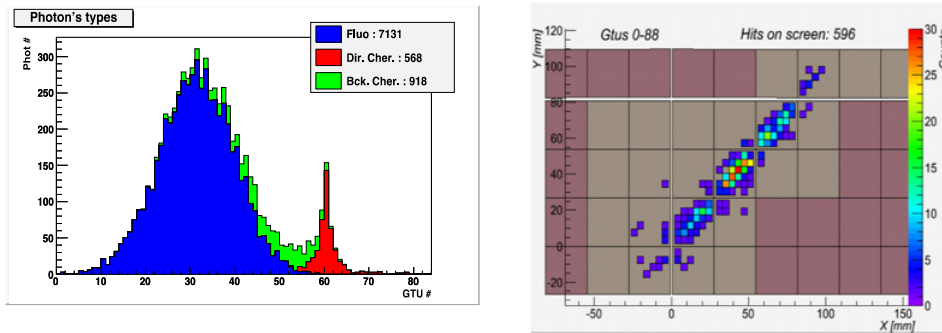 Photon's types
Fluo : 7131
Dir. Cher. : 568
Bck. Cher. : 918
Phot #
300
250
200
150
100
50
0
0 10 20 30 40 50 60 70 80
GTU #
Gtus 0-88 Hits on screen: 596
Y [mm]
120
100
80
60
40
20
0
-20
-50 0 50 100 150
X [mm]
30
25
20
15
10
5
0